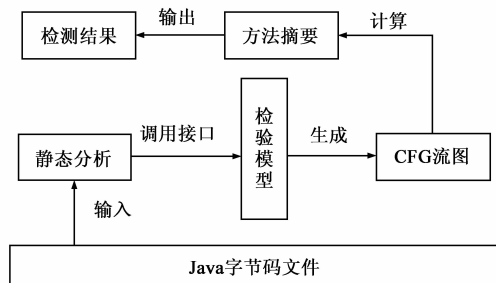 检测结果
输出
方法摘要
计算
静态分析
调用接口
检验模型
生成
CFG流图
输入
Java字节码文件